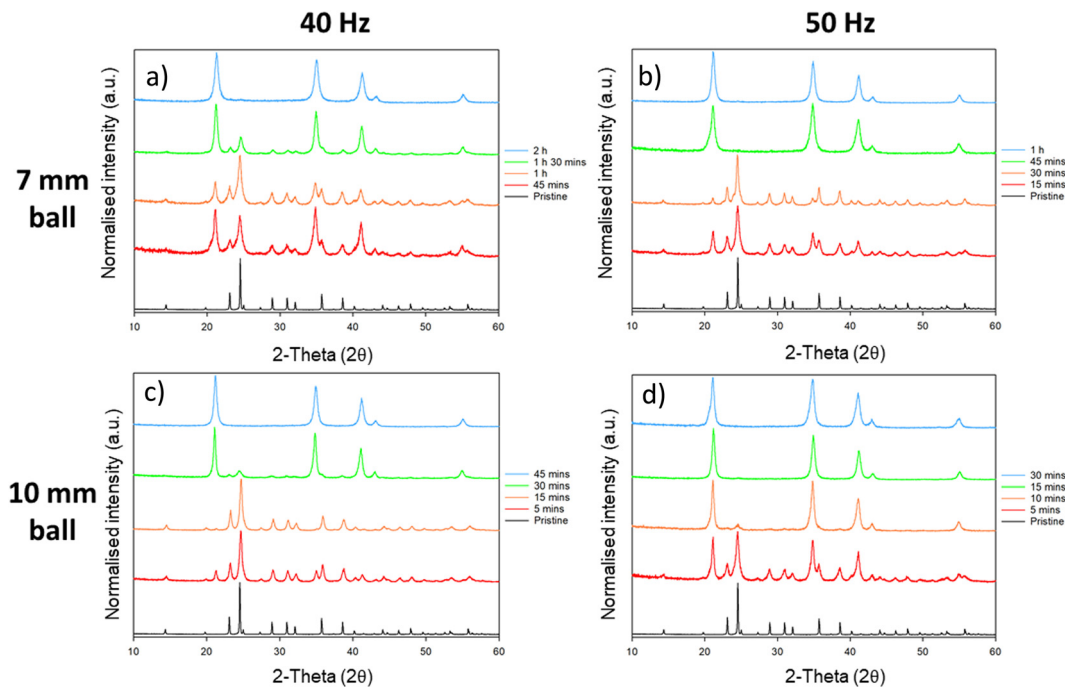 40 Hz
50 Hz
7 mm
ball
10 mm
ball
a)
Normalised intensity (a.u.)
2 h
1 h 30 mins
1 h
45 mins
Pristine
10 20 30 40 50 60
2-Theta (2θ)
b)
Normalised intensity (a.u.)
1 h
45 mins
30 mins
15 mins
Pristine
10 20 30 40 50 60
2-Theta (2θ)
c)
Normalised intensity (a.u.)
45 mins
30 mins
15 mins
5 mins
Pristine
10 20 30 40 50 60
2-Theta (2θ)
d)
Normalised intensity (a.u.)
30 mins
15 mins
10 mins
5 mins
Pristine
10 20 30 40 50 60
2-Theta (2θ)